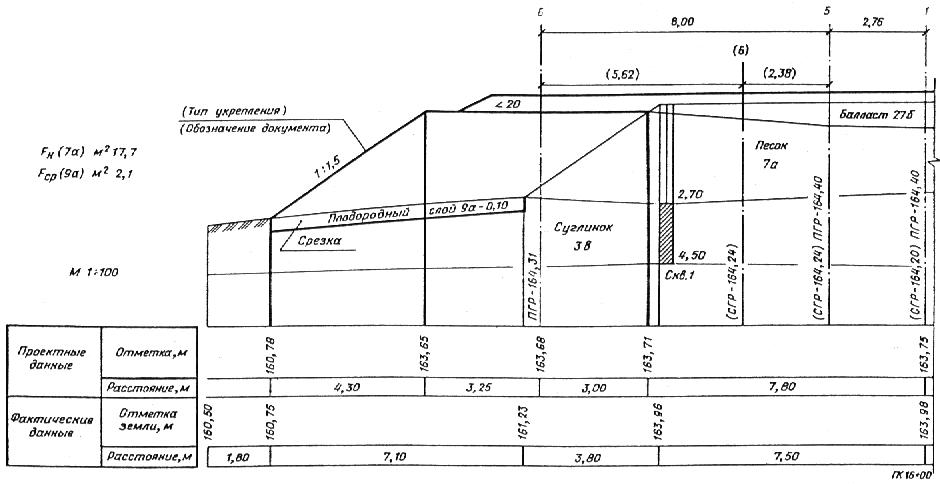 6 5 1
8,00 2,76
(6)
(5,62) (2,38)
∠ 20
(Тип укрепления)
(Обозначение документа)
Балласт 27б
Fн (7а) м² 17,7
Fср (9а) м² 2,1
1:1,5
Песок
7а
2,70
Плодородный слой 9а-0,10
Срезка
Суглинок
3в
4,50
Скв.1
М 1:100
ПГР-164,31
(СГР-164,24)
(СГР-164,24) ПГР-164,40
(СГР-164,20) ПГР-164,40
Проектные данные
Отметка, м
160,78 163,65 163,68 163,71 163,75
Расстояние, м
4,30 3,25 3,00 7,80
Фактические данные
Отметка земли, м
160,50 160,75 161,23 163,96 163,98
Расстояние, м
1,80 7,10 3,80 7,50
ПК16+00